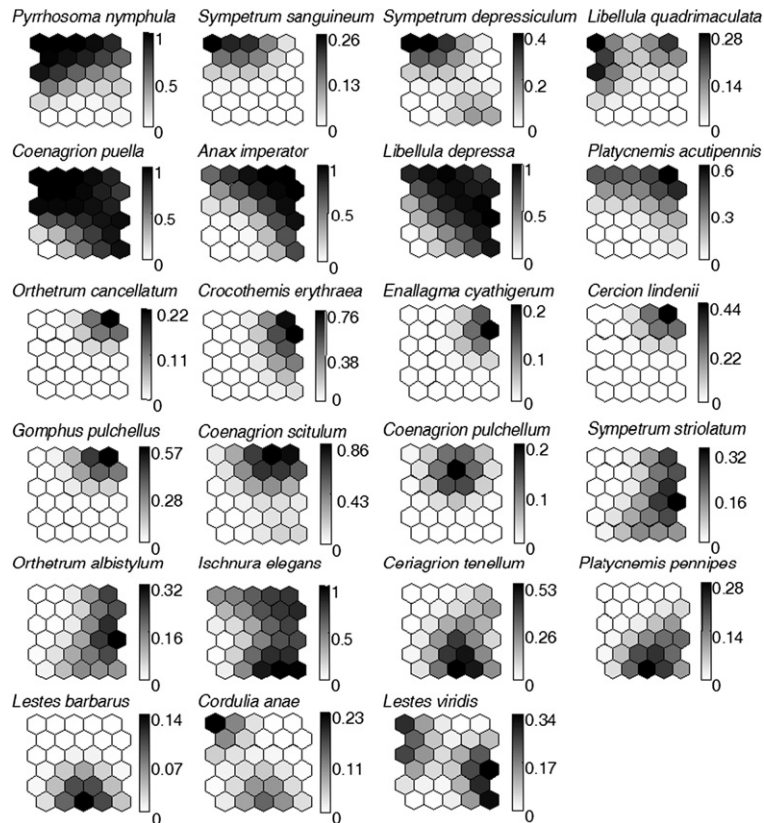 Pyrrhosoma nymphula Sympetrum sanguineum Sympetrum depressiculum Libellula quadrimaculata
1 0.26 0.4 0.28
0.5 0.13 0.2 0.14
0 0 0 0
Coenagrion puella Anax imperator Libellula depressa Platycnemis acutipennis
1 1 1 0.6
0.5 0.5 0.5 0.3
0 0 0 0
Orthetrum cancellatum Crocothemis erythraea Enallagma cyathigerum Cercion lindenii
0.22 0.76 0.2 0.44
0.11 0.38 0.1 0.22
0 0 0 0
Gomphus pulchellus Coenagrion scitulum Coenagrion pulchellum Sympetrum striolatum
0.57 0.86 0.2 0.32
0.28 0.43 0.1 0.16
0 0 0 0
Orthetrum albistylum Ischnura elegans Ceriagrion tenellum Platycnemis pennipes
0.32 1 0.53 0.28
0.16 0.5 0.26 0.14
0 0 0 0
Lestes barbarus Cordulia anae Lestes viridis
0.14 0.23 0.34
0.07 0.11 0.17
0 0 0